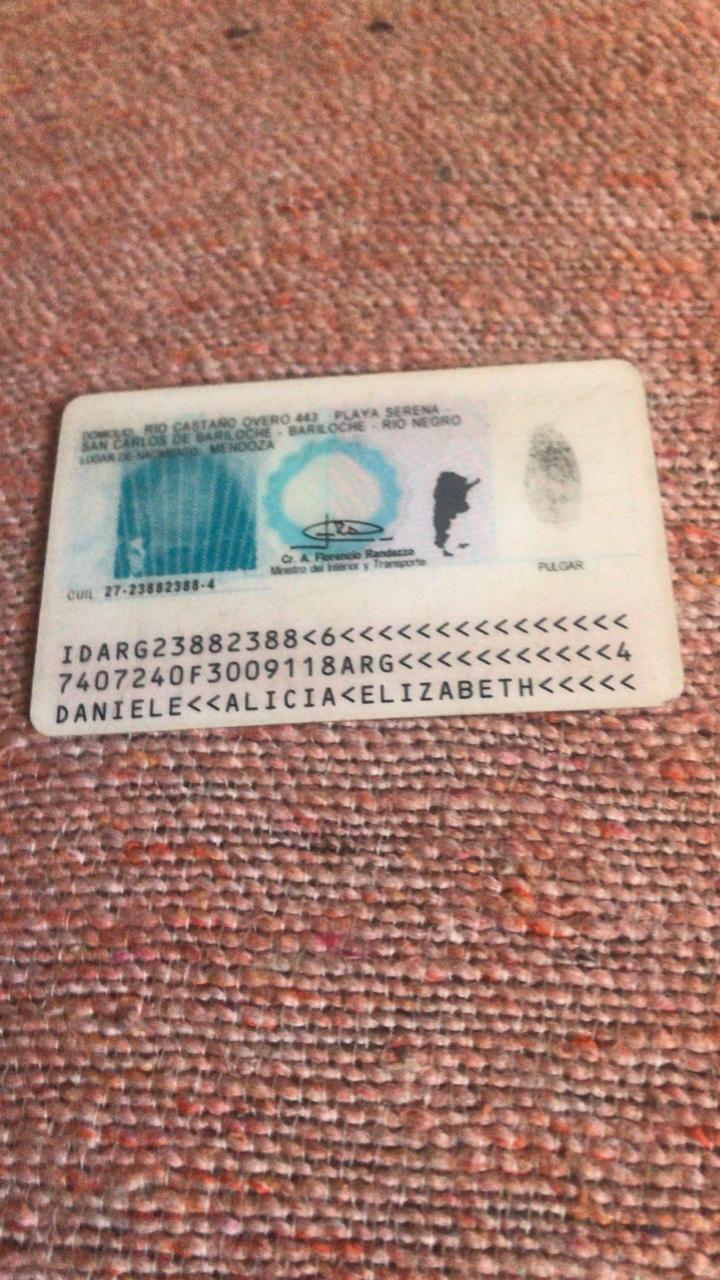 DOMICILIO: RIO CASTAÑO OVERO 443 PLAYA SERENA -
SAN CARLOS DE BARILOCHE - BARILOCHE - RIO NEGRO
LUGAR DE NACIMIENTO: MENDOZA
Cr. A. Florencio Randazzo
Ministro del Interior y Transporte
PULGAR
CUIL 27-23882388-4
IDARG23882388<6<<<<<<<<<<<<<<<
7407240F3009118ARG<<<<<<<<<<<4
DANIELE<<ALICIA<ELIZABETH<<<<<